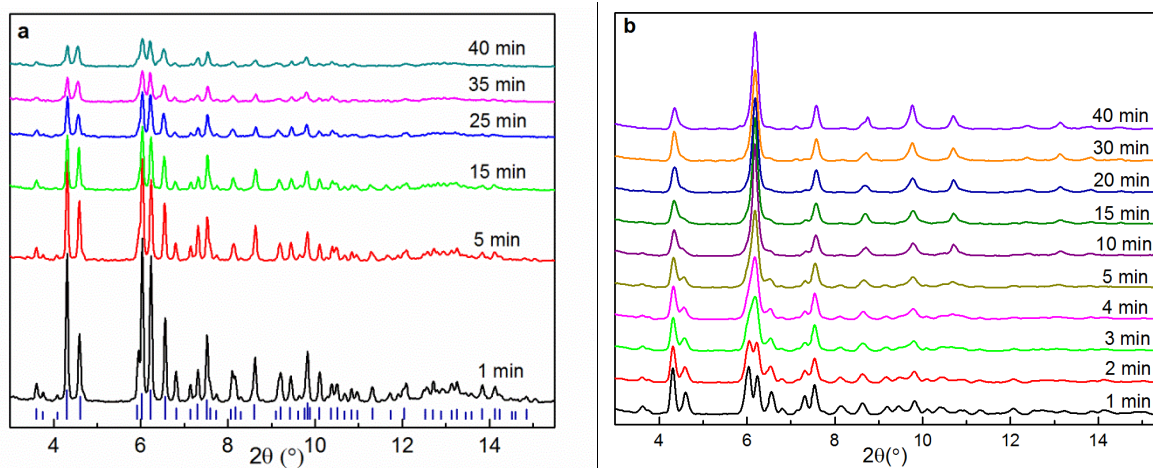 a
40 min
35 min
25 min
15 min
5 min
1 min
4 6 8 10 12 14
2θ (°)
b
40 min
30 min
20 min
15 min
10 min
5 min
4 min
3 min
2 min
1 min
4 6 8 10 12 14
2θ(°)